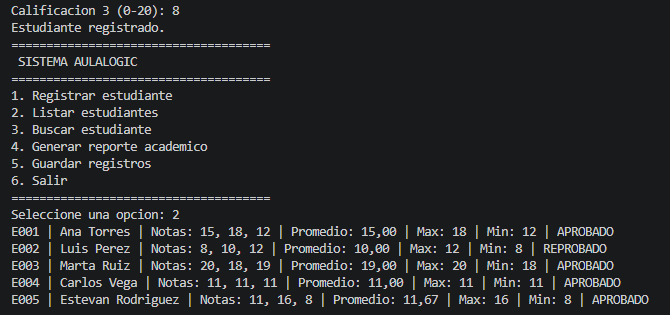 Calificacion 3 (0-20): 8
Estudiante registrado.
=====================================
 SISTEMA AULALOGIC
=====================================
1. Registrar estudiante
2. Listar estudiantes
3. Buscar estudiante
4. Generar reporte academico
5. Guardar registros
6. Salir
=====================================
Seleccione una opcion: 2
E001 | Ana Torres | Notas: 15, 18, 12 | Promedio: 15,00 | Max: 18 | Min: 12 | APROBADO
E002 | Luis Perez | Notas: 8, 10, 12 | Promedio: 10,00 | Max: 12 | Min: 8 | REPROBADO
E003 | Marta Ruiz | Notas: 20, 18, 19 | Promedio: 19,00 | Max: 20 | Min: 18 | APROBADO
E004 | Carlos Vega | Notas: 11, 11, 11 | Promedio: 11,00 | Max: 11 | Min: 11 | APROBADO
E005 | Estevan Rodriguez | Notas: 11, 16, 8 | Promedio: 11,67 | Max: 16 | Min: 8 | APROBADO